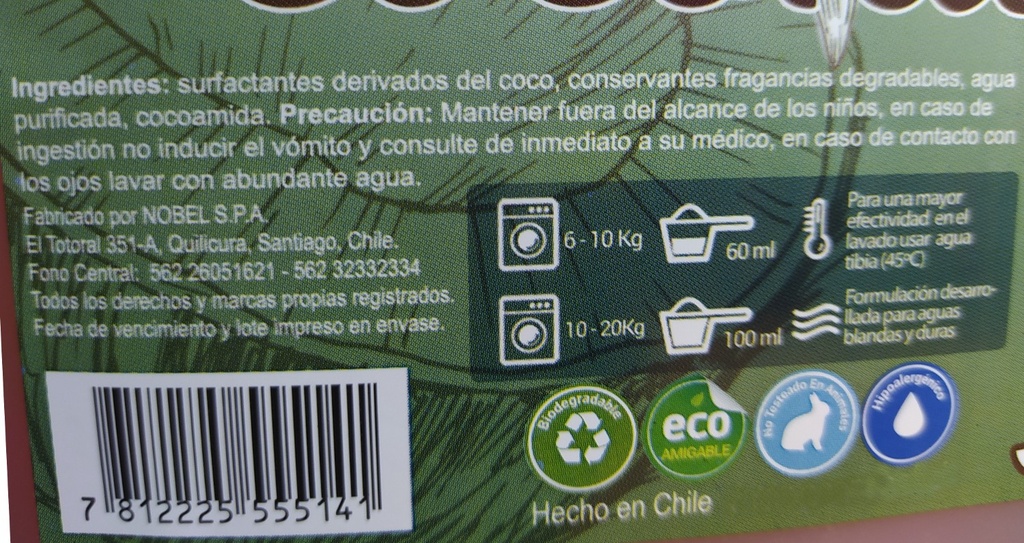 Ingredientes: surfactantes derivados del coco, conservantes fragancias degradables, agua
purificada, cocoamida. Precaución: Mantener fuera del alcance de los niños, en caso de
ingestión no inducir el vómito y consulte de inmediato a su médico, en caso de contacto con
los ojos lavar con abundante agua.
Fabricado por NOBEL S.P.A.
El Totoral 351-A, Quilicura, Santiago, Chile.
Fono Central: 562 26051621 - 562 32332334
Todos los derechos y marcas propias registrados.
Fecha de vencimiento y lote impreso en envase.
6-10 Kg
60 ml
Para una mayor
efectividad en el
lavado usar agua
tibia (45°C)
10-20Kg
100 ml
Formulación desarro-
llada para aguas
blandas y duras
7 812225 555141
Biodegradable
eco
AMIGABLE
No Testeado En Animales
Hipoalergénico
Hecho en Chile